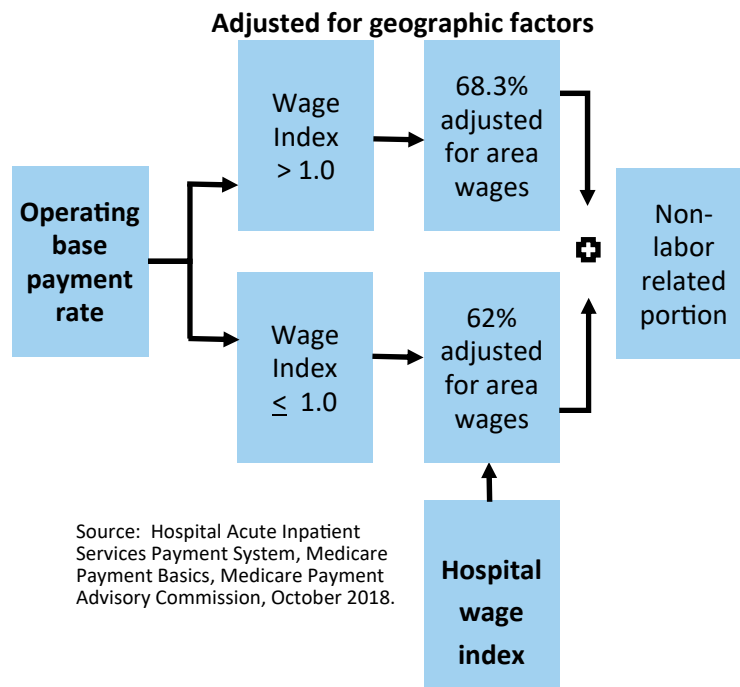 Adjusted for geographic factors
Operating
base
payment
rate
Wage
Index
> 1.0
68.3%
adjusted
for area
wages
Wage
Index
≤ 1.0
62%
adjusted
for area
wages
Non-
labor
related
portion
Hospital
wage
index
Source:  Hospital Acute Inpatient
Services Payment System, Medicare
Payment Basics, Medicare Payment
Advisory Commission, October 2018.